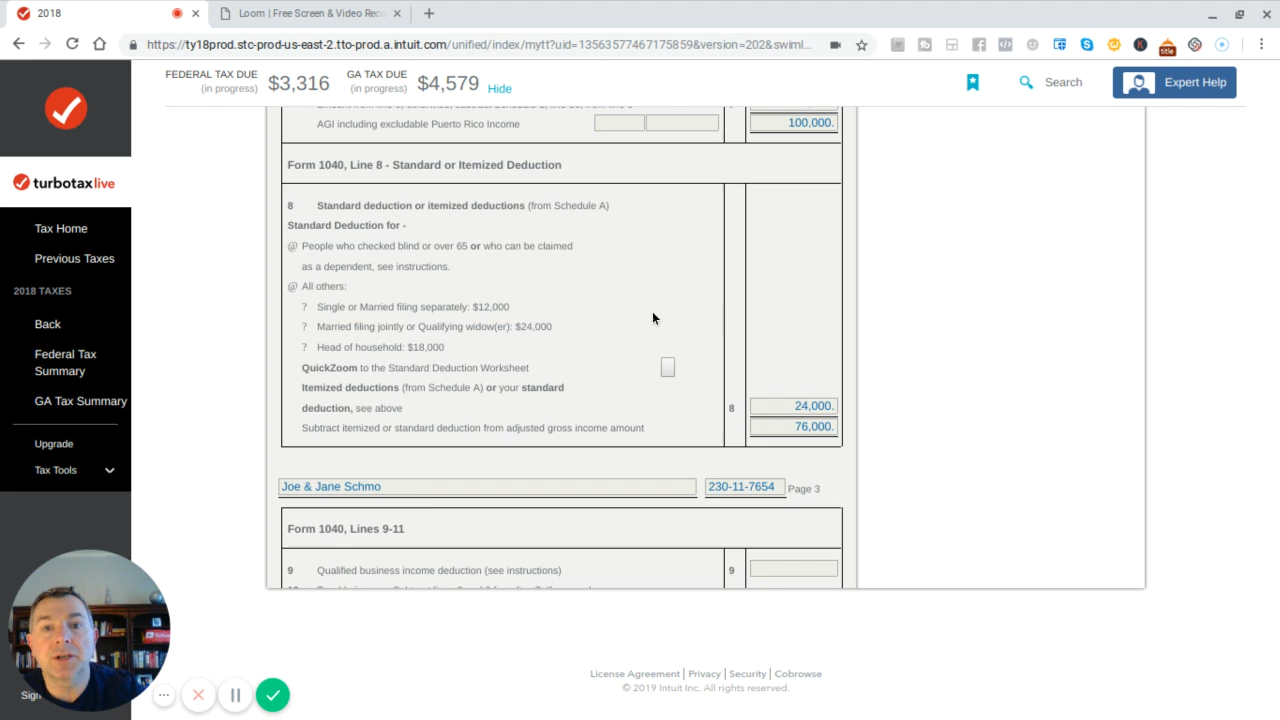 2018
Loom | Free Screen & Video Rec
https://ty18prod.stc-prod-us-east-2.tto-prod.a.intuit.com/unified/index/mytt?uid=13563577467175859&version=202&swiml...
title
FEDERAL TAX DUE
(in progress)
$3,316
GA TAX DUE
(in progress)
$4,579
Hide
Search
Expert Help
turbotaxlive
Tax Home
Previous Taxes
2018 TAXES
Back
Federal Tax
Summary
GA Tax Summary
Upgrade
Tax Tools
AGI including excludable Puerto Rico Income
100,000.
Form 1040, Line 8 - Standard or Itemized Deduction
8 Standard deduction or itemized deductions (from Schedule A)
Standard Deduction for -
@ People who checked blind or over 65 or who can be claimed
as a dependent, see instructions.
@ All others:
? Single or Married filing separately: $12,000
? Married filing jointly or Qualifying widow(er): $24,000
? Head of household: $18,000
QuickZoom to the Standard Deduction Worksheet
Itemized deductions (from Schedule A) or your standard
deduction, see above 8 24,000.
Subtract itemized or standard deduction from adjusted gross income amount 76,000.
Joe & Jane Schmo 230-11-7654 Page 3
Form 1040, Lines 9-11
9 Qualified business income deduction (see instructions) 9
Sign
License Agreement | Privacy | Security | Cobrowse
© 2019 Intuit Inc. All rights reserved.